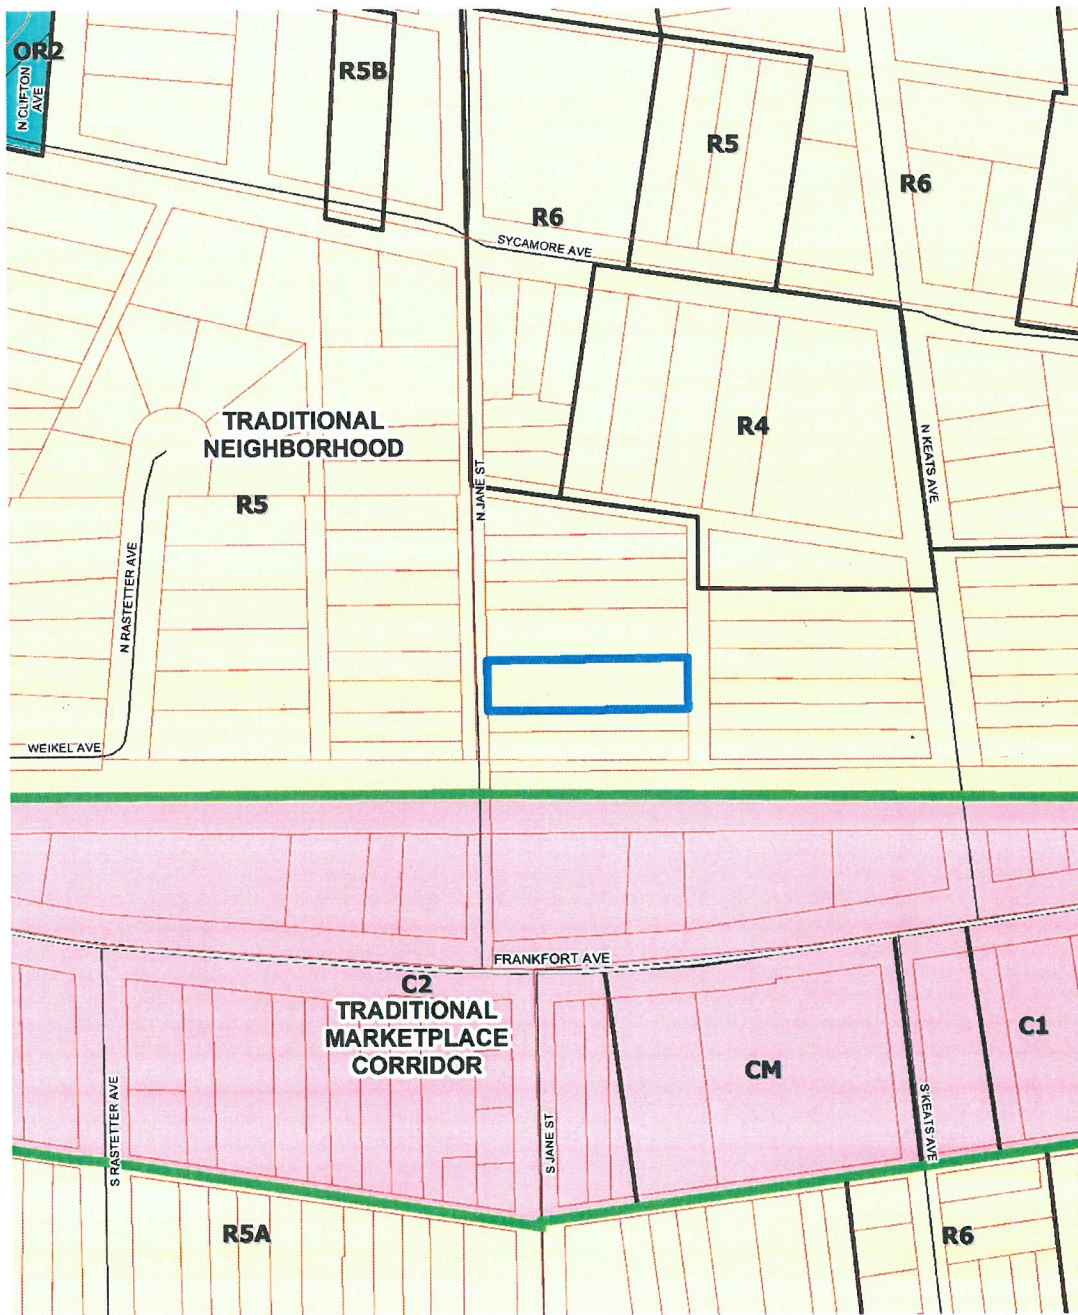 OR2
N CLIFTON
AVE
R5B
R5
R6
R6
SYCAMORE AVE
TRADITIONAL
NEIGHBORHOOD
R4
N KEATS AVE
N JANE ST
R5
N RASTETTER AVE
WEIKEL AVE
FRANKFORT AVE
C2
TRADITIONAL
MARKETPLACE
CORRIDOR
C1
CM
S RASTETTER AVE
S JANE ST
S KEATS AVE
R5A
R6